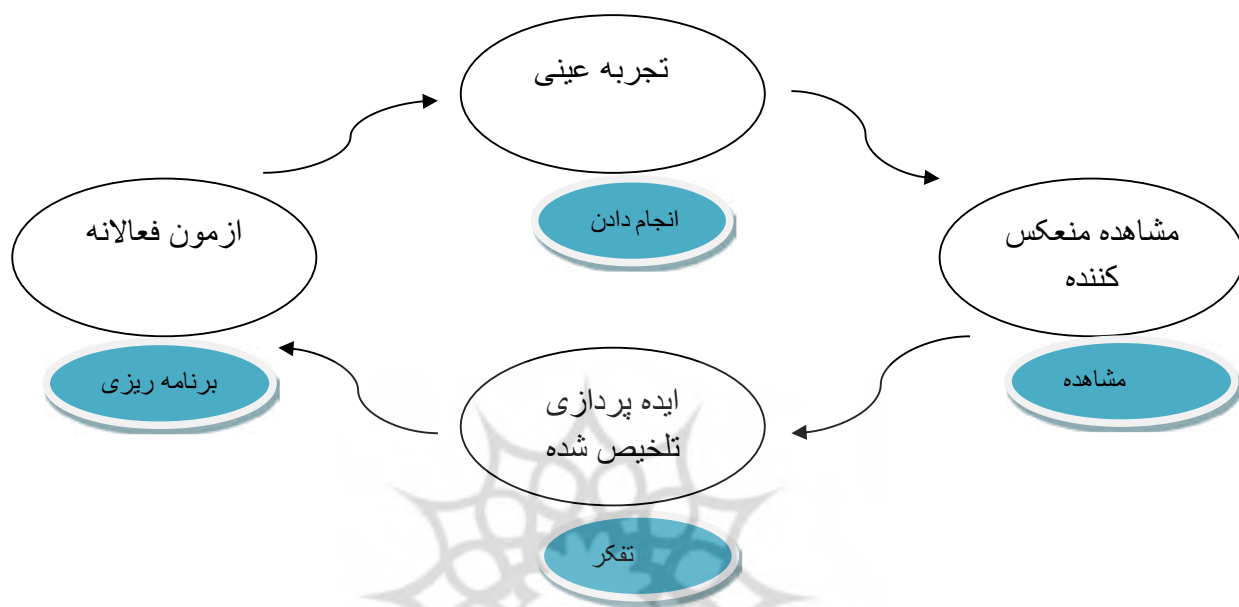 تجربه عینی
انجام دادن
ازمون فعالانه
مشاهده منعکس
کننده
برنامه ریزی
مشاهده
ایده پردازی
تلخیص شده
تفکر